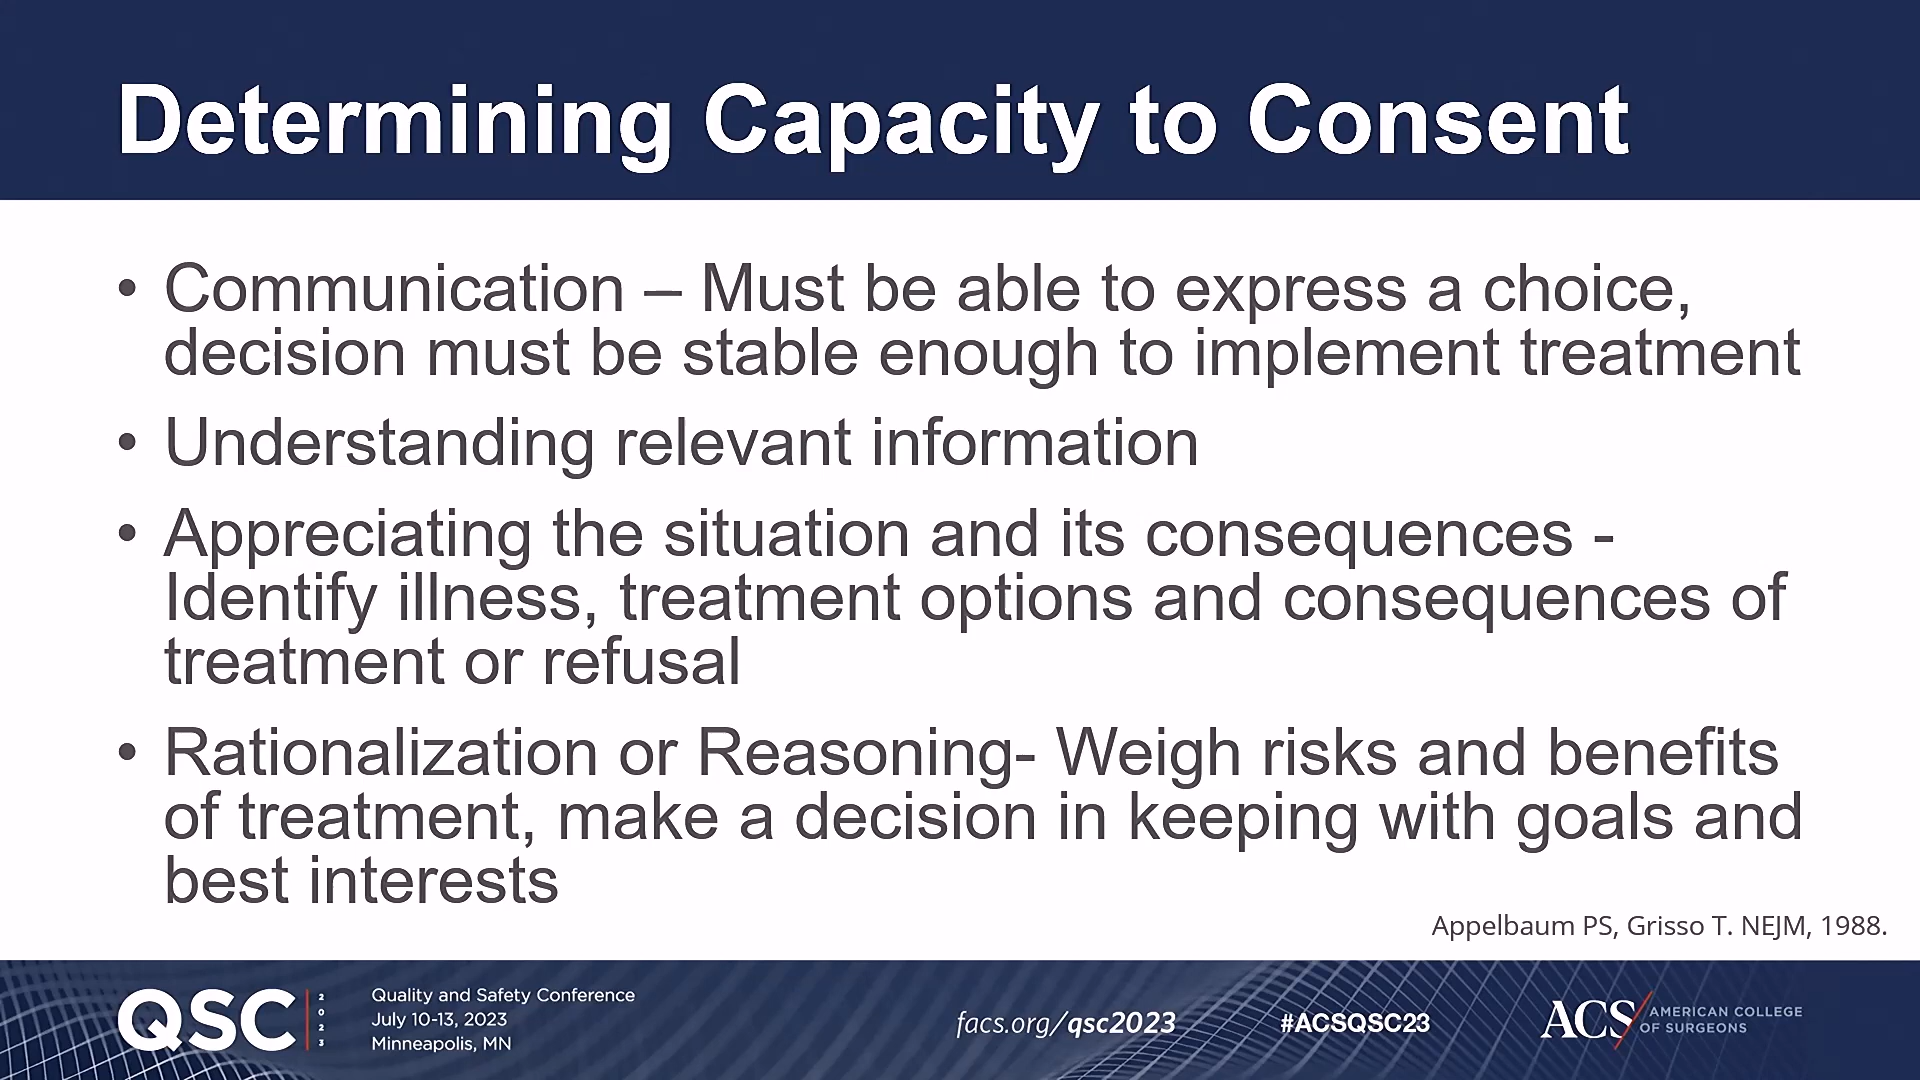 Determining Capacity to Consent
• Communication – Must be able to express a choice,
decision must be stable enough to implement treatment
• Understanding relevant information
• Appreciating the situation and its consequences -
Identify illness, treatment options and consequences of
treatment or refusal
• Rationalization or Reasoning- Weigh risks and benefits
of treatment, make a decision in keeping with goals and
best interests
Appelbaum PS, Grisso T. NEJM, 1988.
QSC 2023
Quality and Safety Conference
July 10-13, 2023
Minneapolis, MN
facs.org/qsc2023
#ACSQSC23
ACS AMERICAN COLLEGE
OF SURGEONS